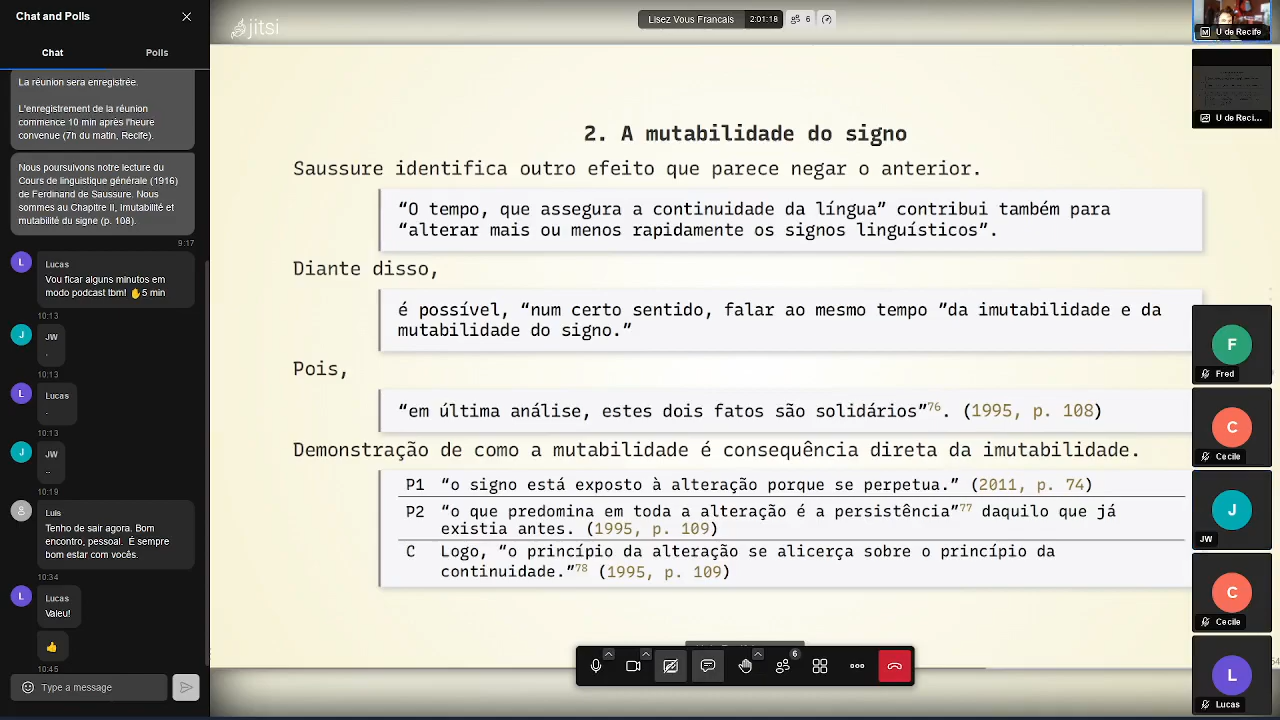 Chat and Polls
Chat
Polls
La réunion sera enregistrée.
L'enregistrement de la réunion
commence 10 min après l'heure
convenue (7h du matin, Recife).
Nous poursuivons notre lecture du
Cours de linguistique générale (1916)
de Ferdinand de Saussure. Nous
sommes au Chapitre II. Imutabilité et
mutabilité du signe (p. 108).
9:17
L
Lucas
Vou ficar alguns minutos em
modo podcast tbm! ✋5 min
10:13
J
JW
.
10:13
L
Lucas
.
10:13
J
JW
..
10:19
Luis
Tenho de sair agora. Bom
encontro, pessoal. É sempre
bom estar com vocês.
10:34
L
Lucas
Valeu!
👍
10:45
Type a message
jitsi
Lisez Vous Francais
2:01:18
6
2. A mutabilidade do signo
Saussure identifica outro efeito que parece negar o anterior.
“O tempo, que assegura a continuidade da língua” contribui também para
“alterar mais ou menos rapidamente os signos linguísticos”.
Diante disso,
é possível, “num certo sentido, falar ao mesmo tempo ”da imutabilidade e da
mutabilidade do signo.”
Pois,
“em última análise, estes dois fatos são solidários”76. (1995, p. 108)
Demonstração de como a mutabilidade é consequência direta da imutabilidade.
P1 “o signo está exposto à alteração porque se perpetua.” (2011, p. 74)
P2 “o que predomina em toda a alteração é a persistência”77 daquilo que já
existia antes. (1995, p. 109)
C Logo, “o princípio da alteração se alicerça sobre o princípio da
continuidade.”78 (1995, p. 109)
6
M
U de Recife
U de Reci...
F
Fred
C
Cecile
J
JW
C
Cecile
L
Lucas